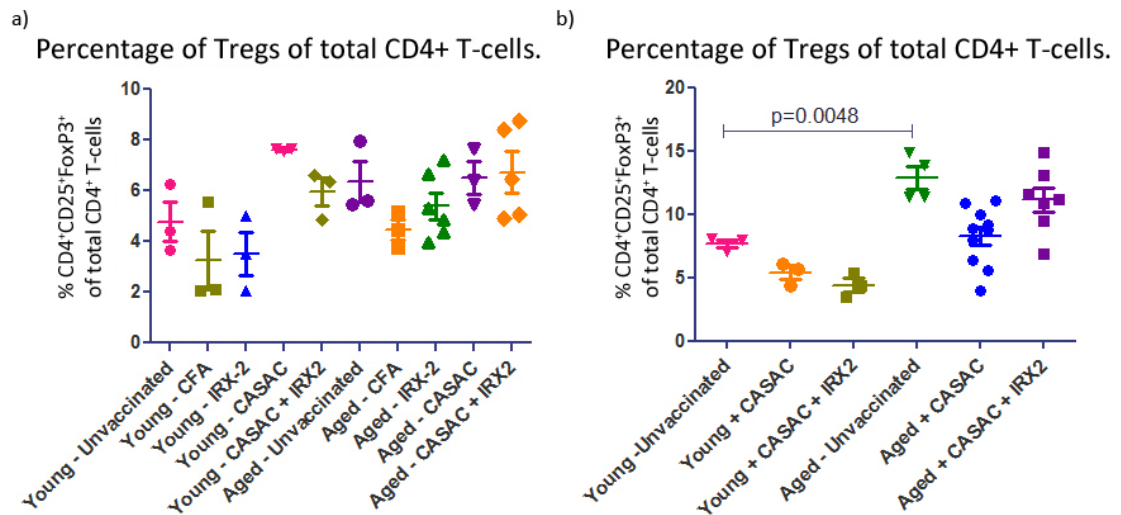 a)
Percentage of Tregs of total CD4+ T-cells.
% CD4⁺CD25⁺FoxP3⁺
of total CD4⁺ T-cells
10
8
6
4
2
0
Young - Unvaccinated
Young - CFA
Young - IRX-2
Young - CASAC
Young - CASAC + IRX2
Aged - Unvaccinated
Aged - CFA
Aged - IRX-2
Aged - CASAC
Aged - CASAC + IRX2
b)
Percentage of Tregs of total CD4+ T-cells.
% CD4⁺CD25⁺FoxP3⁺
of total CD4⁺ T-cells
20
15
10
5
0
p=0.0048
Young -Unvaccinated
Young + CASAC
Young + CASAC + IRX2
Aged - Unvaccinated
Aged + CASAC
Aged + CASAC + IRX2